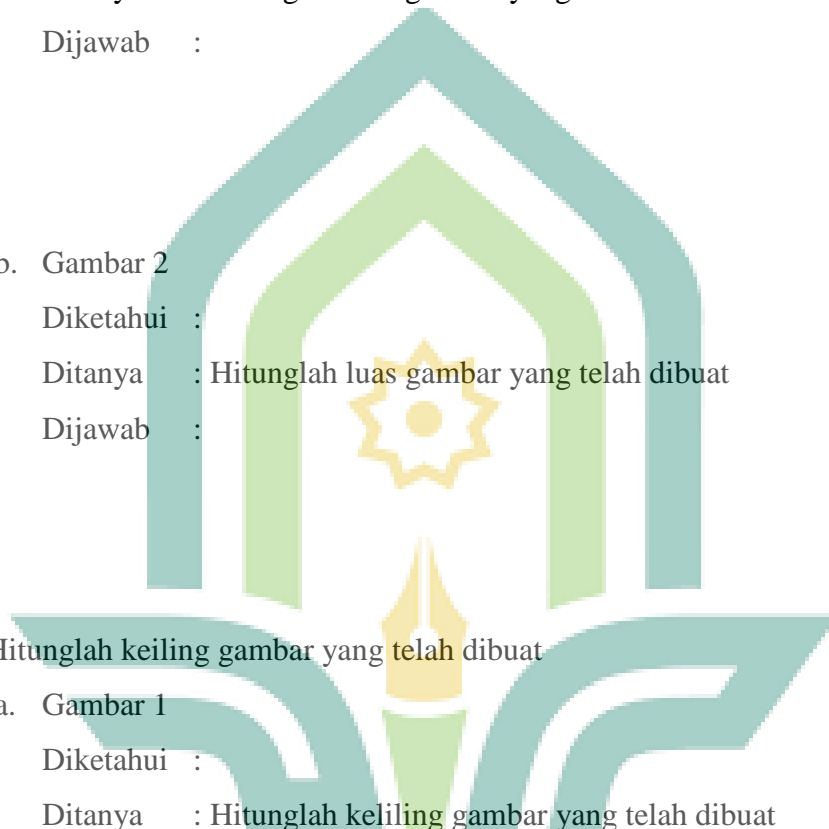 Dijawab :
b. Gambar 2
Diketahui :
Ditanya : Hitunglah luas gambar yang telah dibuat
Dijawab :
Hitunglah keiling gambar yang telah dibuat
a. Gambar 1
Diketahui :
Ditanya : Hitunglah keliling gambar yang telah dibuat